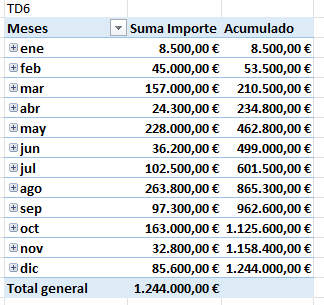 TD6
Meses Suma Importe Acumulado
ene 8.500,00 € 8.500,00 €
feb 45.000,00 € 53.500,00 €
mar 157.000,00 € 210.500,00 €
abr 24.300,00 € 234.800,00 €
may 228.000,00 € 462.800,00 €
jun 36.200,00 € 499.000,00 €
jul 102.500,00 € 601.500,00 €
ago 263.800,00 € 865.300,00 €
sep 97.300,00 € 962.600,00 €
oct 163.000,00 € 1.125.600,00 €
nov 32.800,00 € 1.158.400,00 €
dic 85.600,00 € 1.244.000,00 €
Total general 1.244.000,00 €